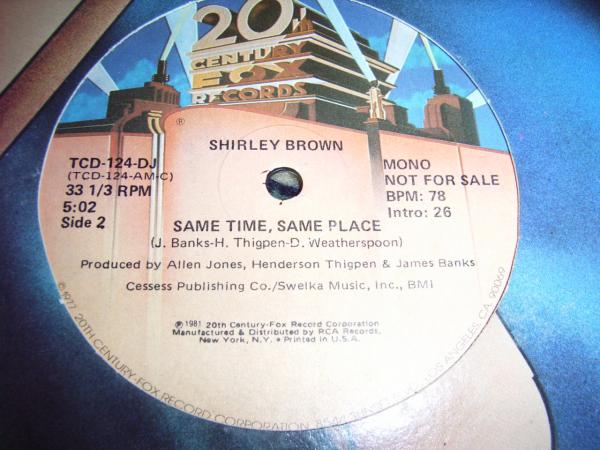 20th
CENTURY
FOX
RECORDS
®
SHIRLEY BROWN
TCD-124-DJ
(TCD-124-AM-C)
33 1/3 RPM
5:02
Side 2
MONO
NOT FOR SALE
BPM: 78
Intro: 26
SAME TIME, SAME PLACE
(J. Banks-H. Thigpen-D. Weatherspoon)
Produced by Allen Jones, Henderson Thigpen & James Banks
Cessess Publishing Co./Swelka Music, Inc., BMI
℗ 1981 20th Century-Fox Record Corporation
Manufactured & Distributed by RCA Records,
New York, N.Y. • Printed in U.S.A.
© 1977 20TH CENTURY-FOX RECORD CORPORATION LOS ANGELES, CA. 90069